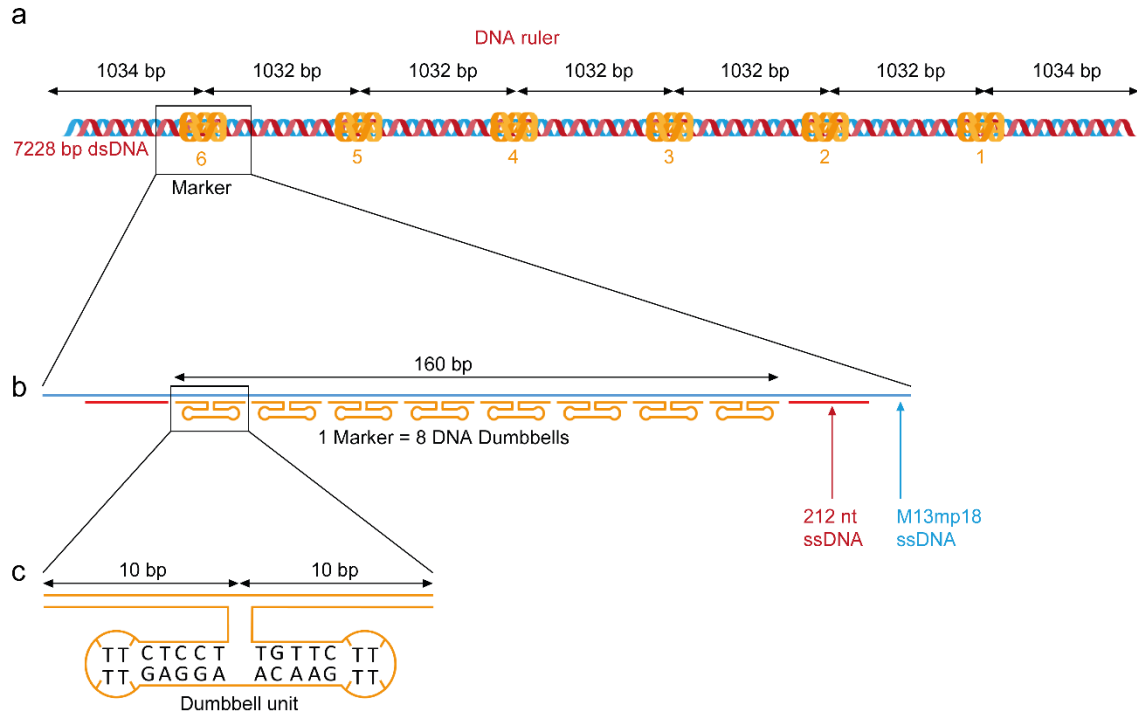 a
DNA ruler
1034 bp 1032 bp 1032 bp 1032 bp 1032 bp 1032 bp 1034 bp
7228 bp dsDNA
6 5 4 3 2 1
Marker
160 bp
b
1 Marker = 8 DNA Dumbbells
212 nt
ssDNA
M13mp18
ssDNA
c
10 bp 10 bp
TT CTCCT TGTTC TT
TT GAGGA ACAAG TT
Dumbbell unit